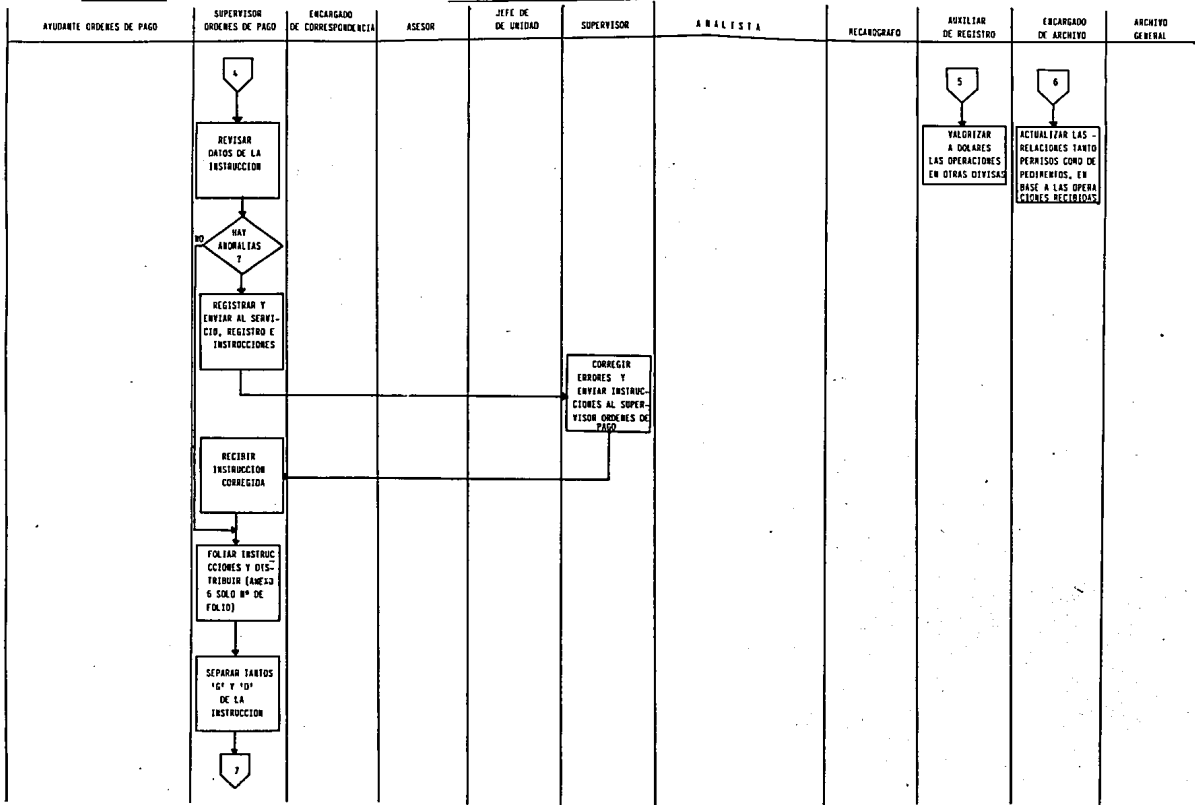 AYUDANTE ORDENES DE PAGO
SUPERVISOR
ORDENES DE PAGO
ENCARGADO
DE CORRESPONDENCIA
ASESOR
JEFE DE
DE UNIDAD
SUPERVISOR
ANALISTA
MECANOGRAFO
AUXILIAR
DE REGISTRO
ENCARGADO
DE ARCHIVO
ARCHIVO
GENERAL
4
REVISAR
DATOS DE LA
INSTRUCCION
NO
HAY
ANOMALIAS
?
REGISTRAR Y
ENVIAR AL SERVI-
CIO, REGISTRO E
INSTRUCCIONES
CORREGIR
ERRORES Y
ENVIAR INSTRUC-
CIONES AL SUPER-
VISOR ORDENES DE
PAGO
RECIBIR
INSTRUCCION
CORREGIDA
FOLIAR INSTRUC
CCIONES Y DIS-
TRIBUIR (ANEXO
6 SOLO Nº DE
FOLIO)
SEPARAR TANTOS
'G' Y 'D'
DE LA
INSTRUCCION
7
5
VALORIZAR
A DOLARES
LAS OPERACIONES
EN OTRAS DIVISAS
6
ACTUALIZAR LAS -
RELACIONES TANTO
PERMISOS COMO DE
PEDIMENTOS, EN
BASE A LAS OPERA
CIONES RECIBIDAS